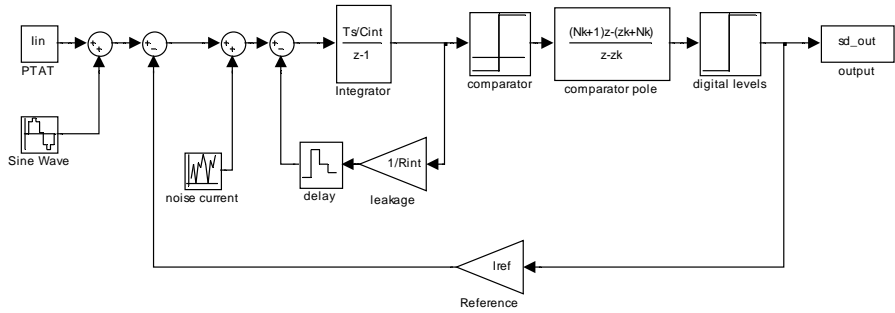 Iin
PTAT
Sine Wave
noise current
delay
1/Rint
leakage
Ts/Cint
z-1
Integrator
comparator
(Nk+1)z-(zk+Nk)
z-zk
comparator pole
digital levels
sd_out
output
Iref
Reference